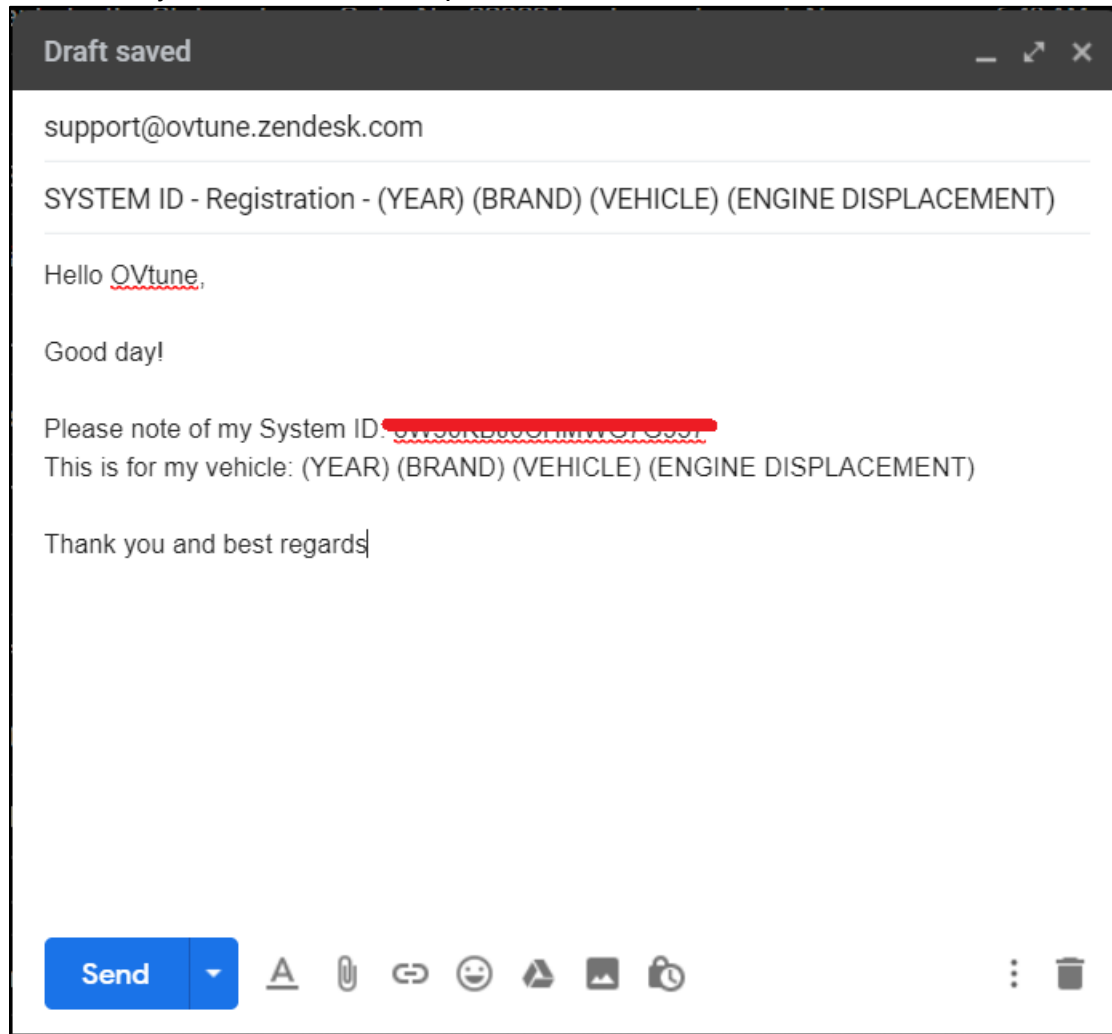 Draft saved
support@ovtune.zendesk.com
SYSTEM ID - Registration - (YEAR) (BRAND) (VEHICLE) (ENGINE DISPLACEMENT)
Hello OVtune,
Good day!
Please note of my System ID:
This is for my vehicle: (YEAR) (BRAND) (VEHICLE) (ENGINE DISPLACEMENT)
Thank you and best regards
Send